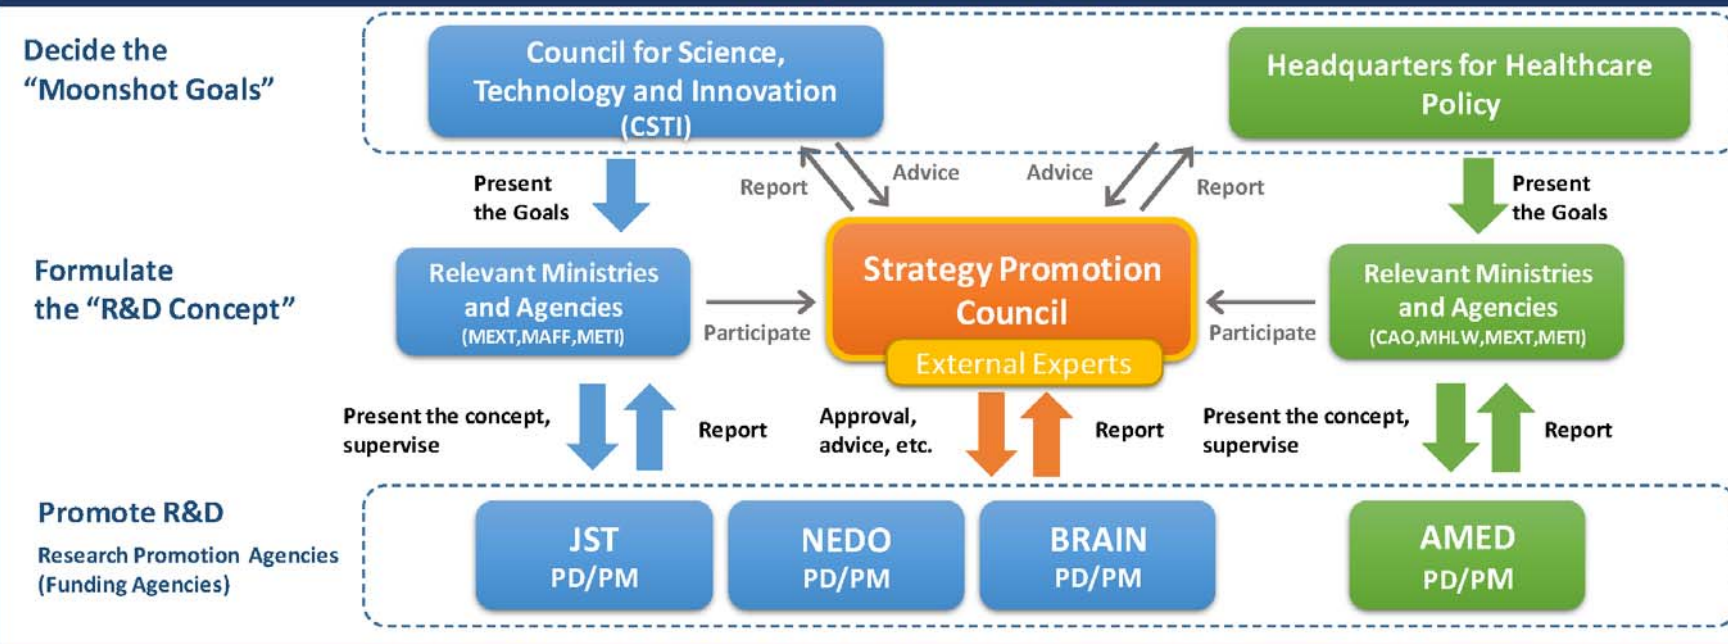 Decide the
“Moonshot Goals”
Council for Science,
Technology and Innovation
(CSTI)
Headquarters for Healthcare
Policy
Present
the Goals
Report
Advice
Advice
Report
Present
the Goals
Formulate
the “R&D Concept”
Relevant Ministries
and Agencies
(MEXT,MAFF,METI)
Participate
Strategy Promotion
Council
External Experts
Participate
Relevant Ministries
and Agencies
(CAO,MHLW,MEXT,METI)
Present the concept,
supervise
Report
Approval,
advice, etc.
Report
Present the concept,
supervise
Report
Promote R&D
Research Promotion Agencies
(Funding Agencies)
JST
PD/PM
NEDO
PD/PM
BRAIN
PD/PM
AMED
PD/PM